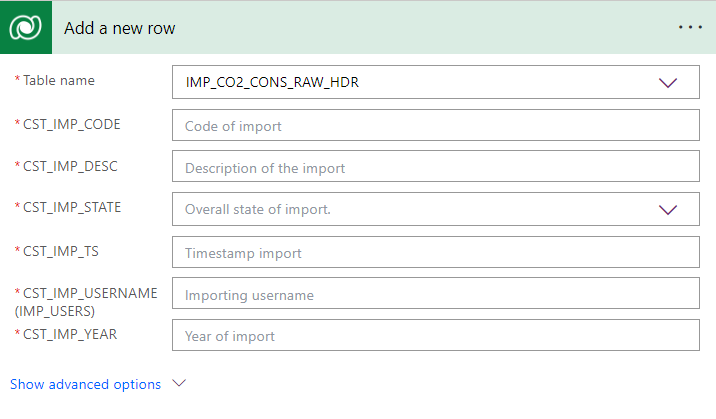 Add a new row
* Table name
IMP_CO2_CONS_RAW_HDR
* CST_IMP_CODE
Code of import
* CST_IMP_DESC
Description of the import
* CST_IMP_STATE
Overall state of import.
* CST_IMP_TS
Timestamp import
* CST_IMP_USERNAME
(IMP_USERS)
Importing username
* CST_IMP_YEAR
Year of import
Show advanced options